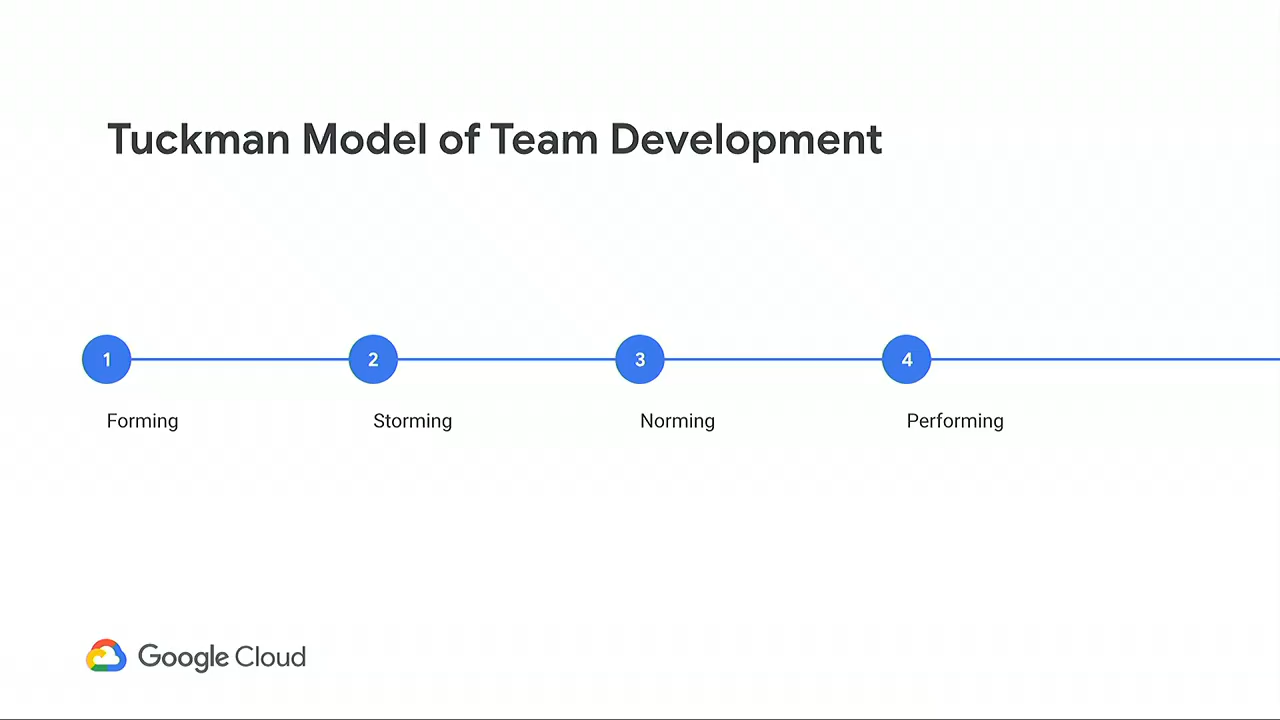 Tuckman Model of Team Development
1 2 3 4
Forming Storming Norming Performing
Google Cloud